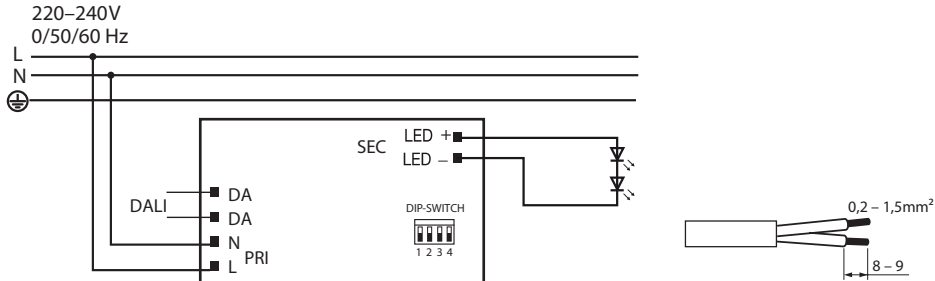 220–240V
0/50/60 Hz
L
N
SEC
LED +
LED –
DALI
DA
DA
N
L
PRI
DIP-SWITCH
1 2 3 4
0,2 – 1,5mm²
8 – 9